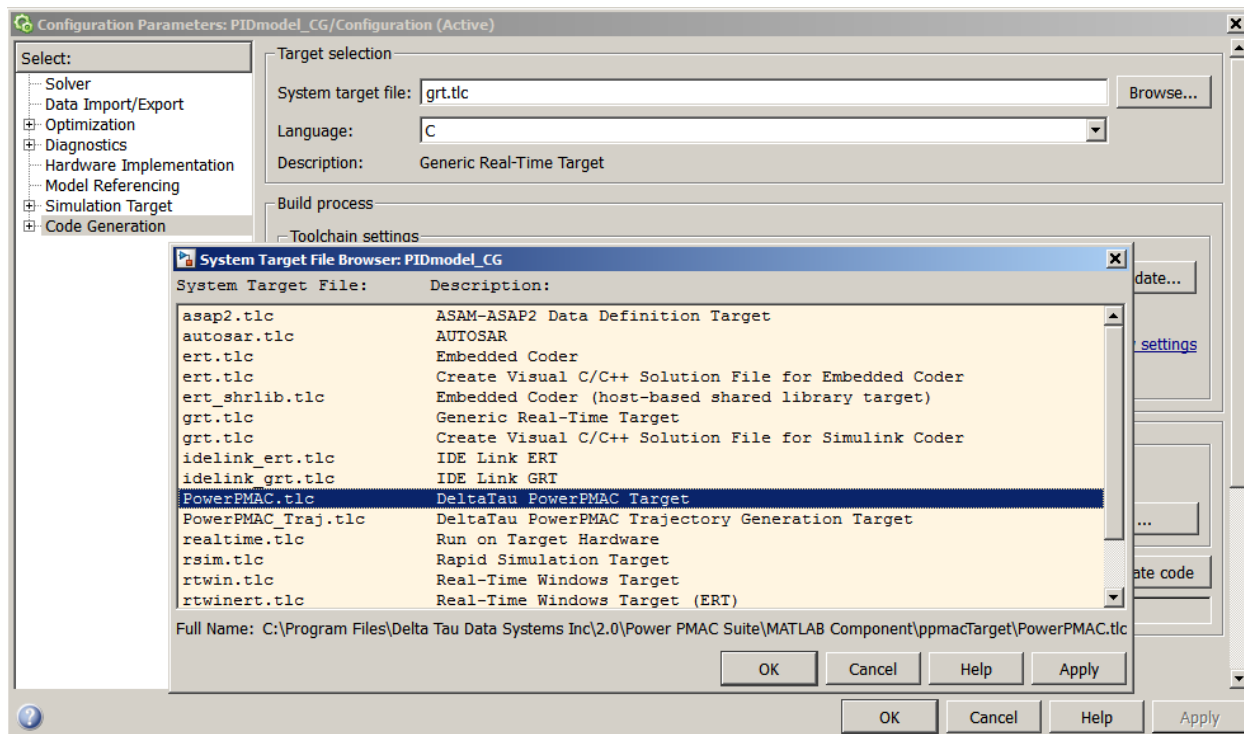 Configuration Parameters: PIDmodel_CG/Configuration (Active)
Select:
Solver
Data Import/Export
Optimization
Diagnostics
Hardware Implementation
Model Referencing
Simulation Target
Code Generation
Target selection
System target file: grt.tlc Browse...
Language: C
Description: Generic Real-Time Target
Build process
Toolchain settings
date...
settings
...
ate code
System Target File Browser: PIDmodel_CG
System Target File: Description:
asap2.tlc ASAM-ASAP2 Data Definition Target
autosar.tlc AUTOSAR
ert.tlc Embedded Coder
ert.tlc Create Visual C/C++ Solution File for Embedded Coder
ert_shrlib.tlc Embedded Coder (host-based shared library target)
grt.tlc Generic Real-Time Target
grt.tlc Create Visual C/C++ Solution File for Simulink Coder
idelink_ert.tlc IDE Link ERT
idelink_grt.tlc IDE Link GRT
PowerPMAC.tlc DeltaTau PowerPMAC Target
PowerPMAC_Traj.tlc DeltaTau PowerPMAC Trajectory Generation Target
realtime.tlc Run on Target Hardware
rsim.tlc Rapid Simulation Target
rtwin.tlc Real-Time Windows Target
rtwinert.tlc Real-Time Windows Target (ERT)
Full Name: C:\Program Files\Delta Tau Data Systems Inc\2.0\Power PMAC Suite\MATLAB Component\ppmacTarget\PowerPMAC.tlc
OK Cancel Help Apply
OK Cancel Help Apply